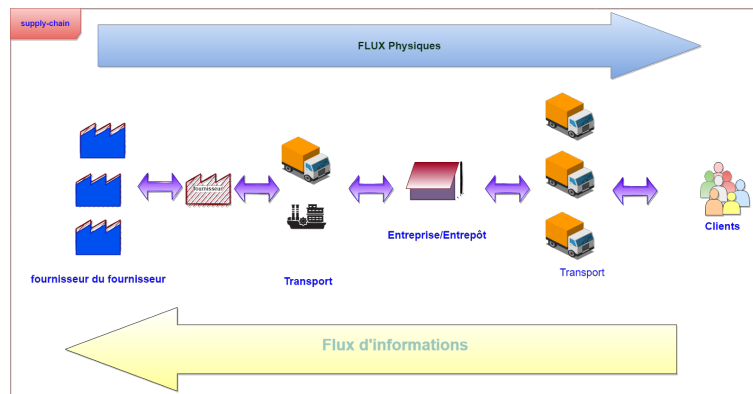 supply-chain
FLUX Physiques
fournisseur
Entreprise/Entrepôt
Clients
fournisseur du fournisseur
Transport
Transport
Flux d'informations